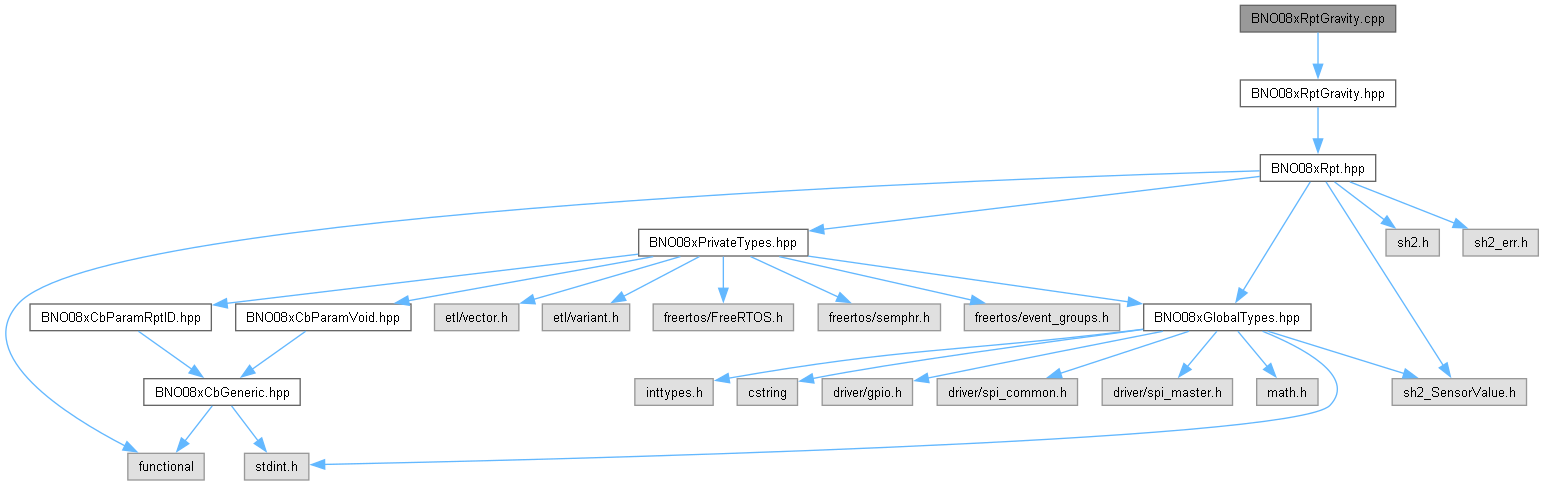 BNO08xRptGravity.cpp
BNO08xRptGravity.hpp
BNO08xRpt.hpp
BNO08xPrivateTypes.hpp
sh2.h
sh2_err.h
BNO08xCbParamRptID.hpp
BNO08xCbParamVoid.hpp
etl/vector.h
etl/variant.h
freertos/FreeRTOS.h
freertos/semphr.h
freertos/event_groups.h
BNO08xGlobalTypes.hpp
BNO08xCbGeneric.hpp
inttypes.h
cstring
driver/gpio.h
driver/spi_common.h
driver/spi_master.h
math.h
sh2_SensorValue.h
functional
stdint.h